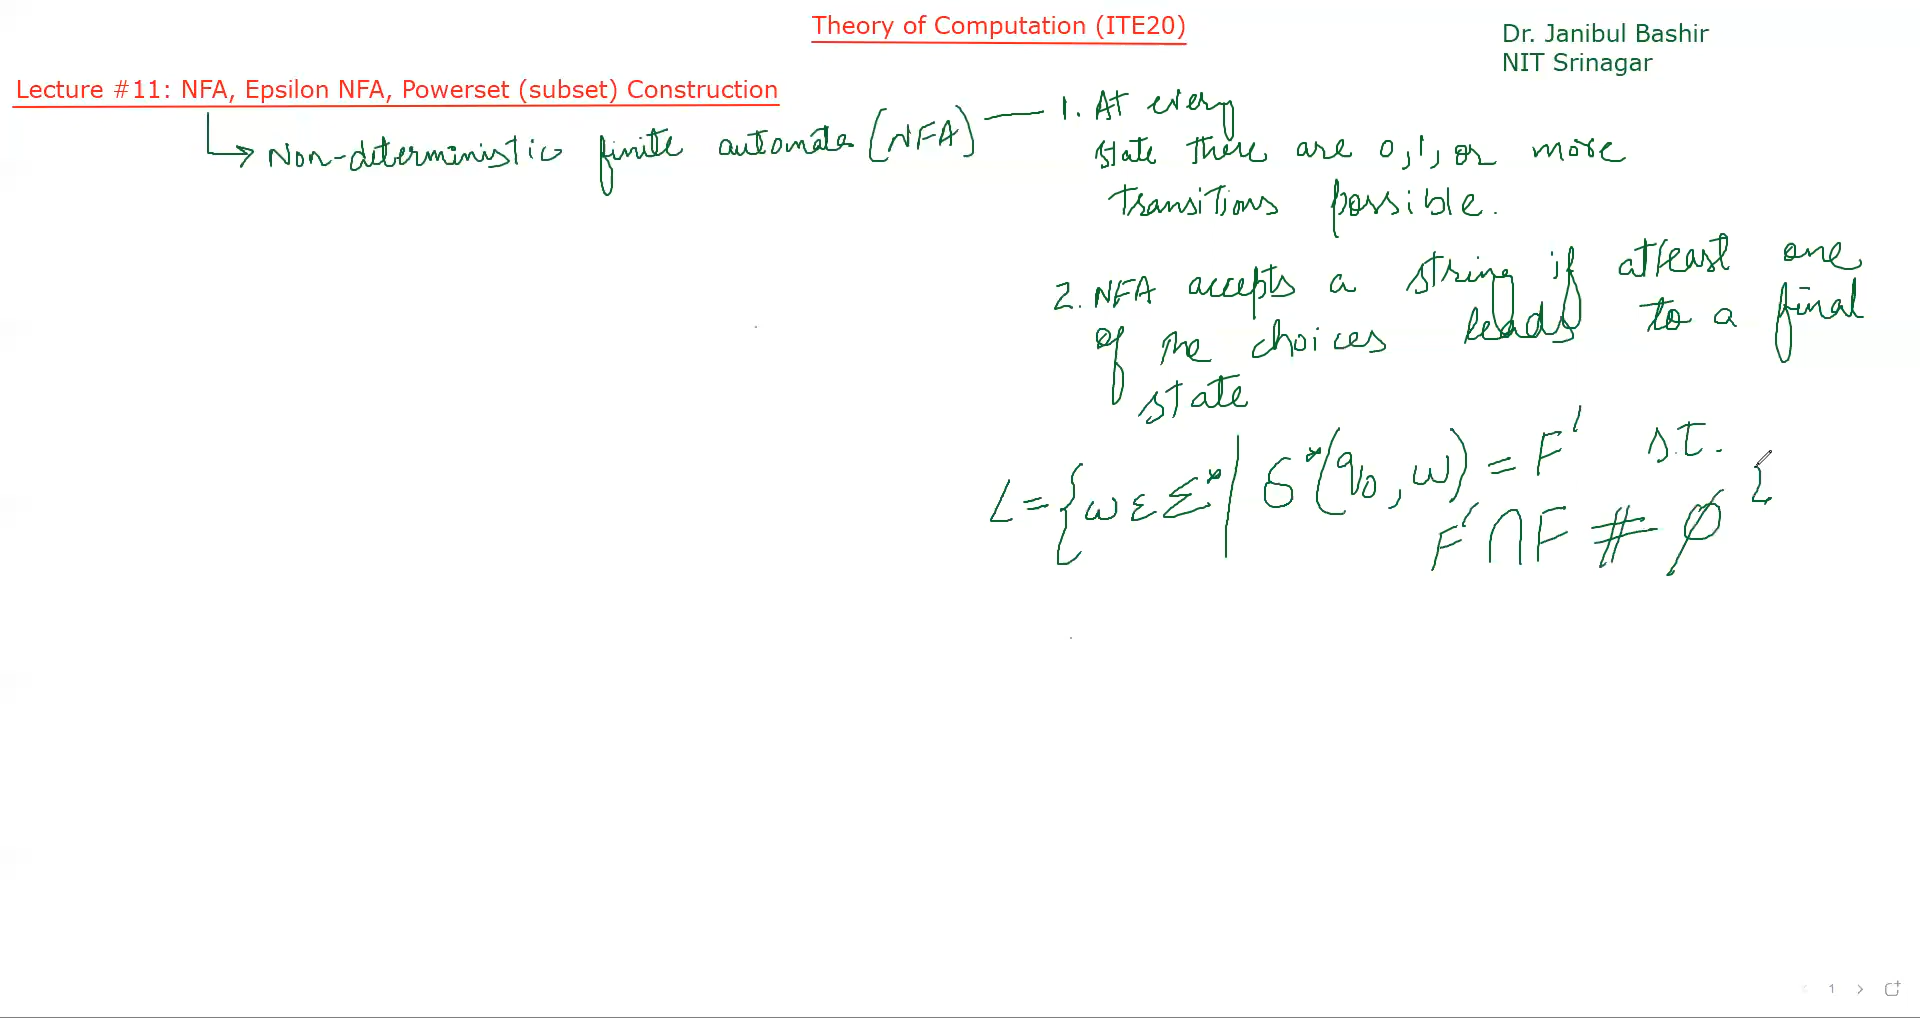 Theory of Computation (ITE20)
Dr. Janibul Bashir
NIT Srinagar
Lecture #11: NFA, Epsilon NFA, Powerset (subset) Construction
Non-deterministic finite automata (NFA)
1. At every
state there are 0, 1, or more
transitions possible.
2. NFA accepts a string if atleast one
of the choices leads to a final
state
L = {ω ε Σ* | δ*(q0, ω) = F' s.t.
F' ∩ F ≠ ∅
1